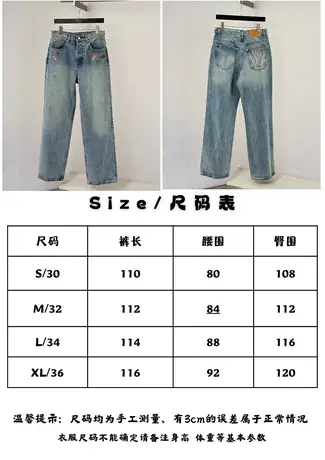 Size/尺码表
尺码 裤长 腰围 臀围
S/30 110 80 108
M/32 112 84 112
L/34 114 88 116
XL/36 116 92 120
温馨提示：尺码均为手工测量、有3cm的误差属于正常情况
衣服尺码不能确定请备注身高 体重等基本参数